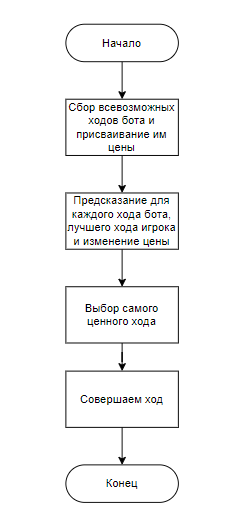 Начало
Сбор всевозможных
ходов бота и
присваивание им
цены
Предсказание для
каждого хода бота,
лучшего хода игрока
и изменение цены
Выбор самого
ценного хода
Совершаем ход
Конец